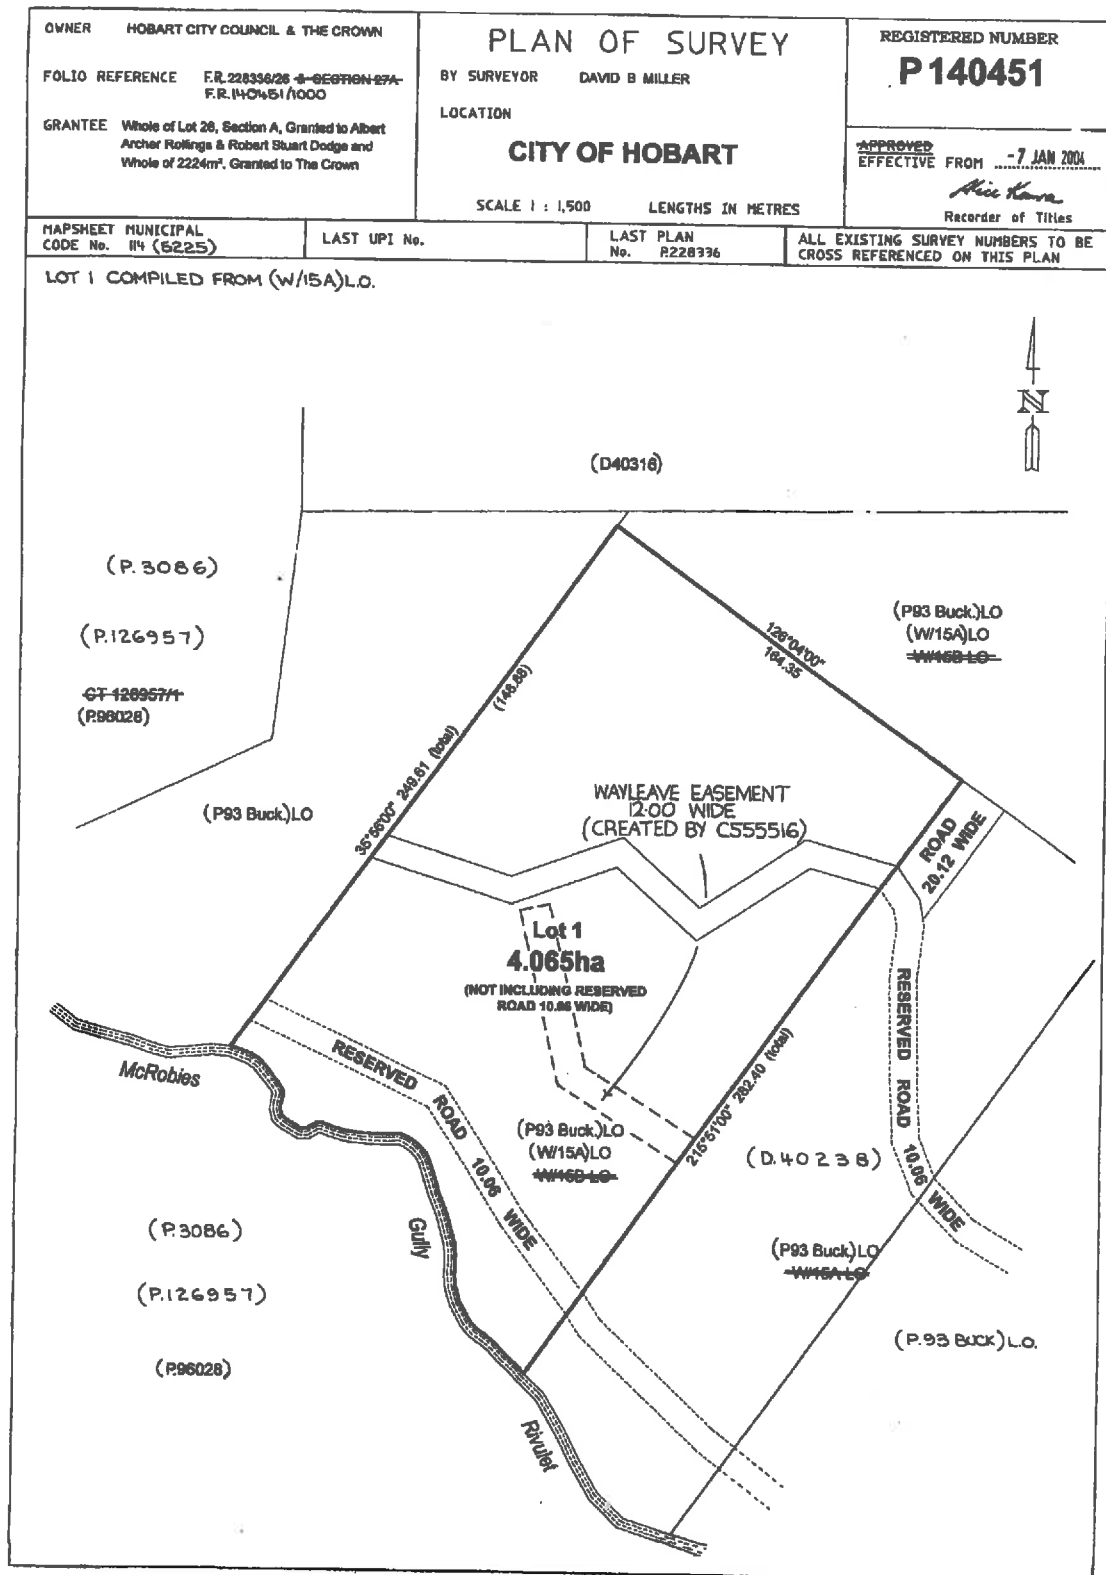 OWNER HOBART CITY COUNCIL & THE CROWN
FOLIO REFERENCE F.R. 228336/26 & SECTION 27A
F.R.140451/1000
GRANTEE Whole of Lot 26, Section A, Granted to Albert
Archer Rollings & Robert Stuart Dodge and
Whole of 2224m², Granted to The Crown
PLAN OF SURVEY
BY SURVEYOR DAVID B MILLER
LOCATION
CITY OF HOBART
SCALE 1 : 1,500 LENGTHS IN METRES
REGISTERED NUMBER
P140451
APPROVED
EFFECTIVE FROM -7 JAN 2004
Alice Kawa
Recorder of Titles
MAPSHEET MUNICIPAL
CODE No. 114 (5225)
LAST UPI No.
LAST PLAN
No. P.228336
ALL EXISTING SURVEY NUMBERS TO BE
CROSS REFERENCED ON THIS PLAN
LOT 1 COMPILED FROM (W/15A)L.O.
N
(D40316)
(P.3086)
(P.126957)
CT 126957/1
(P.96028)
(P93 Buck.)LO
(W/15A)LO
W/15B LO
126°04'00"
164.35
(148.88)
35°56'00" 249.61 (total)
(P93 Buck.)LO
WAYLEAVE EASEMENT
12.00 WIDE
(CREATED BY C555516)
ROAD
20.12 WIDE
Lot 1
4.065ha
(NOT INCLUDING RESERVED
ROAD 10.06 WIDE)
RESERVED ROAD 10.06 WIDE
McRobies
RESERVED ROAD 10.06 WIDE
215°51'00" 282.40 (total)
(P93 Buck.)LO
(W/15A)LO
W/15B LO
(D.40238)
Gully
(P.3086)
(P.126957)
(P.96028)
(P93 Buck.)LO
W/15A LO
(P.93 BUCK) L.O.
Rivulet